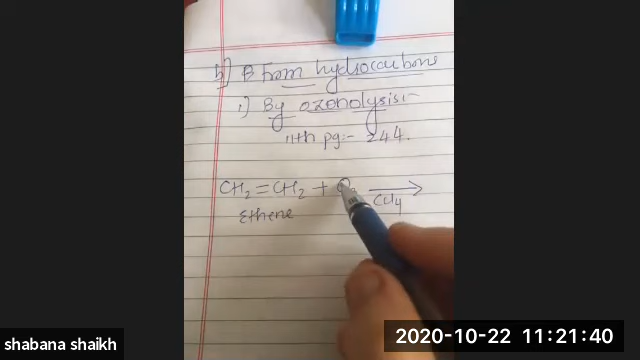 b] From hydrocarbons
1) By ozonolysis:-
11th pg:- 244.
CH₂ = CH₂ + O₃ ⟶
CCl₄
Ethene
shabana shaikh
2020-10-22 11:21:40